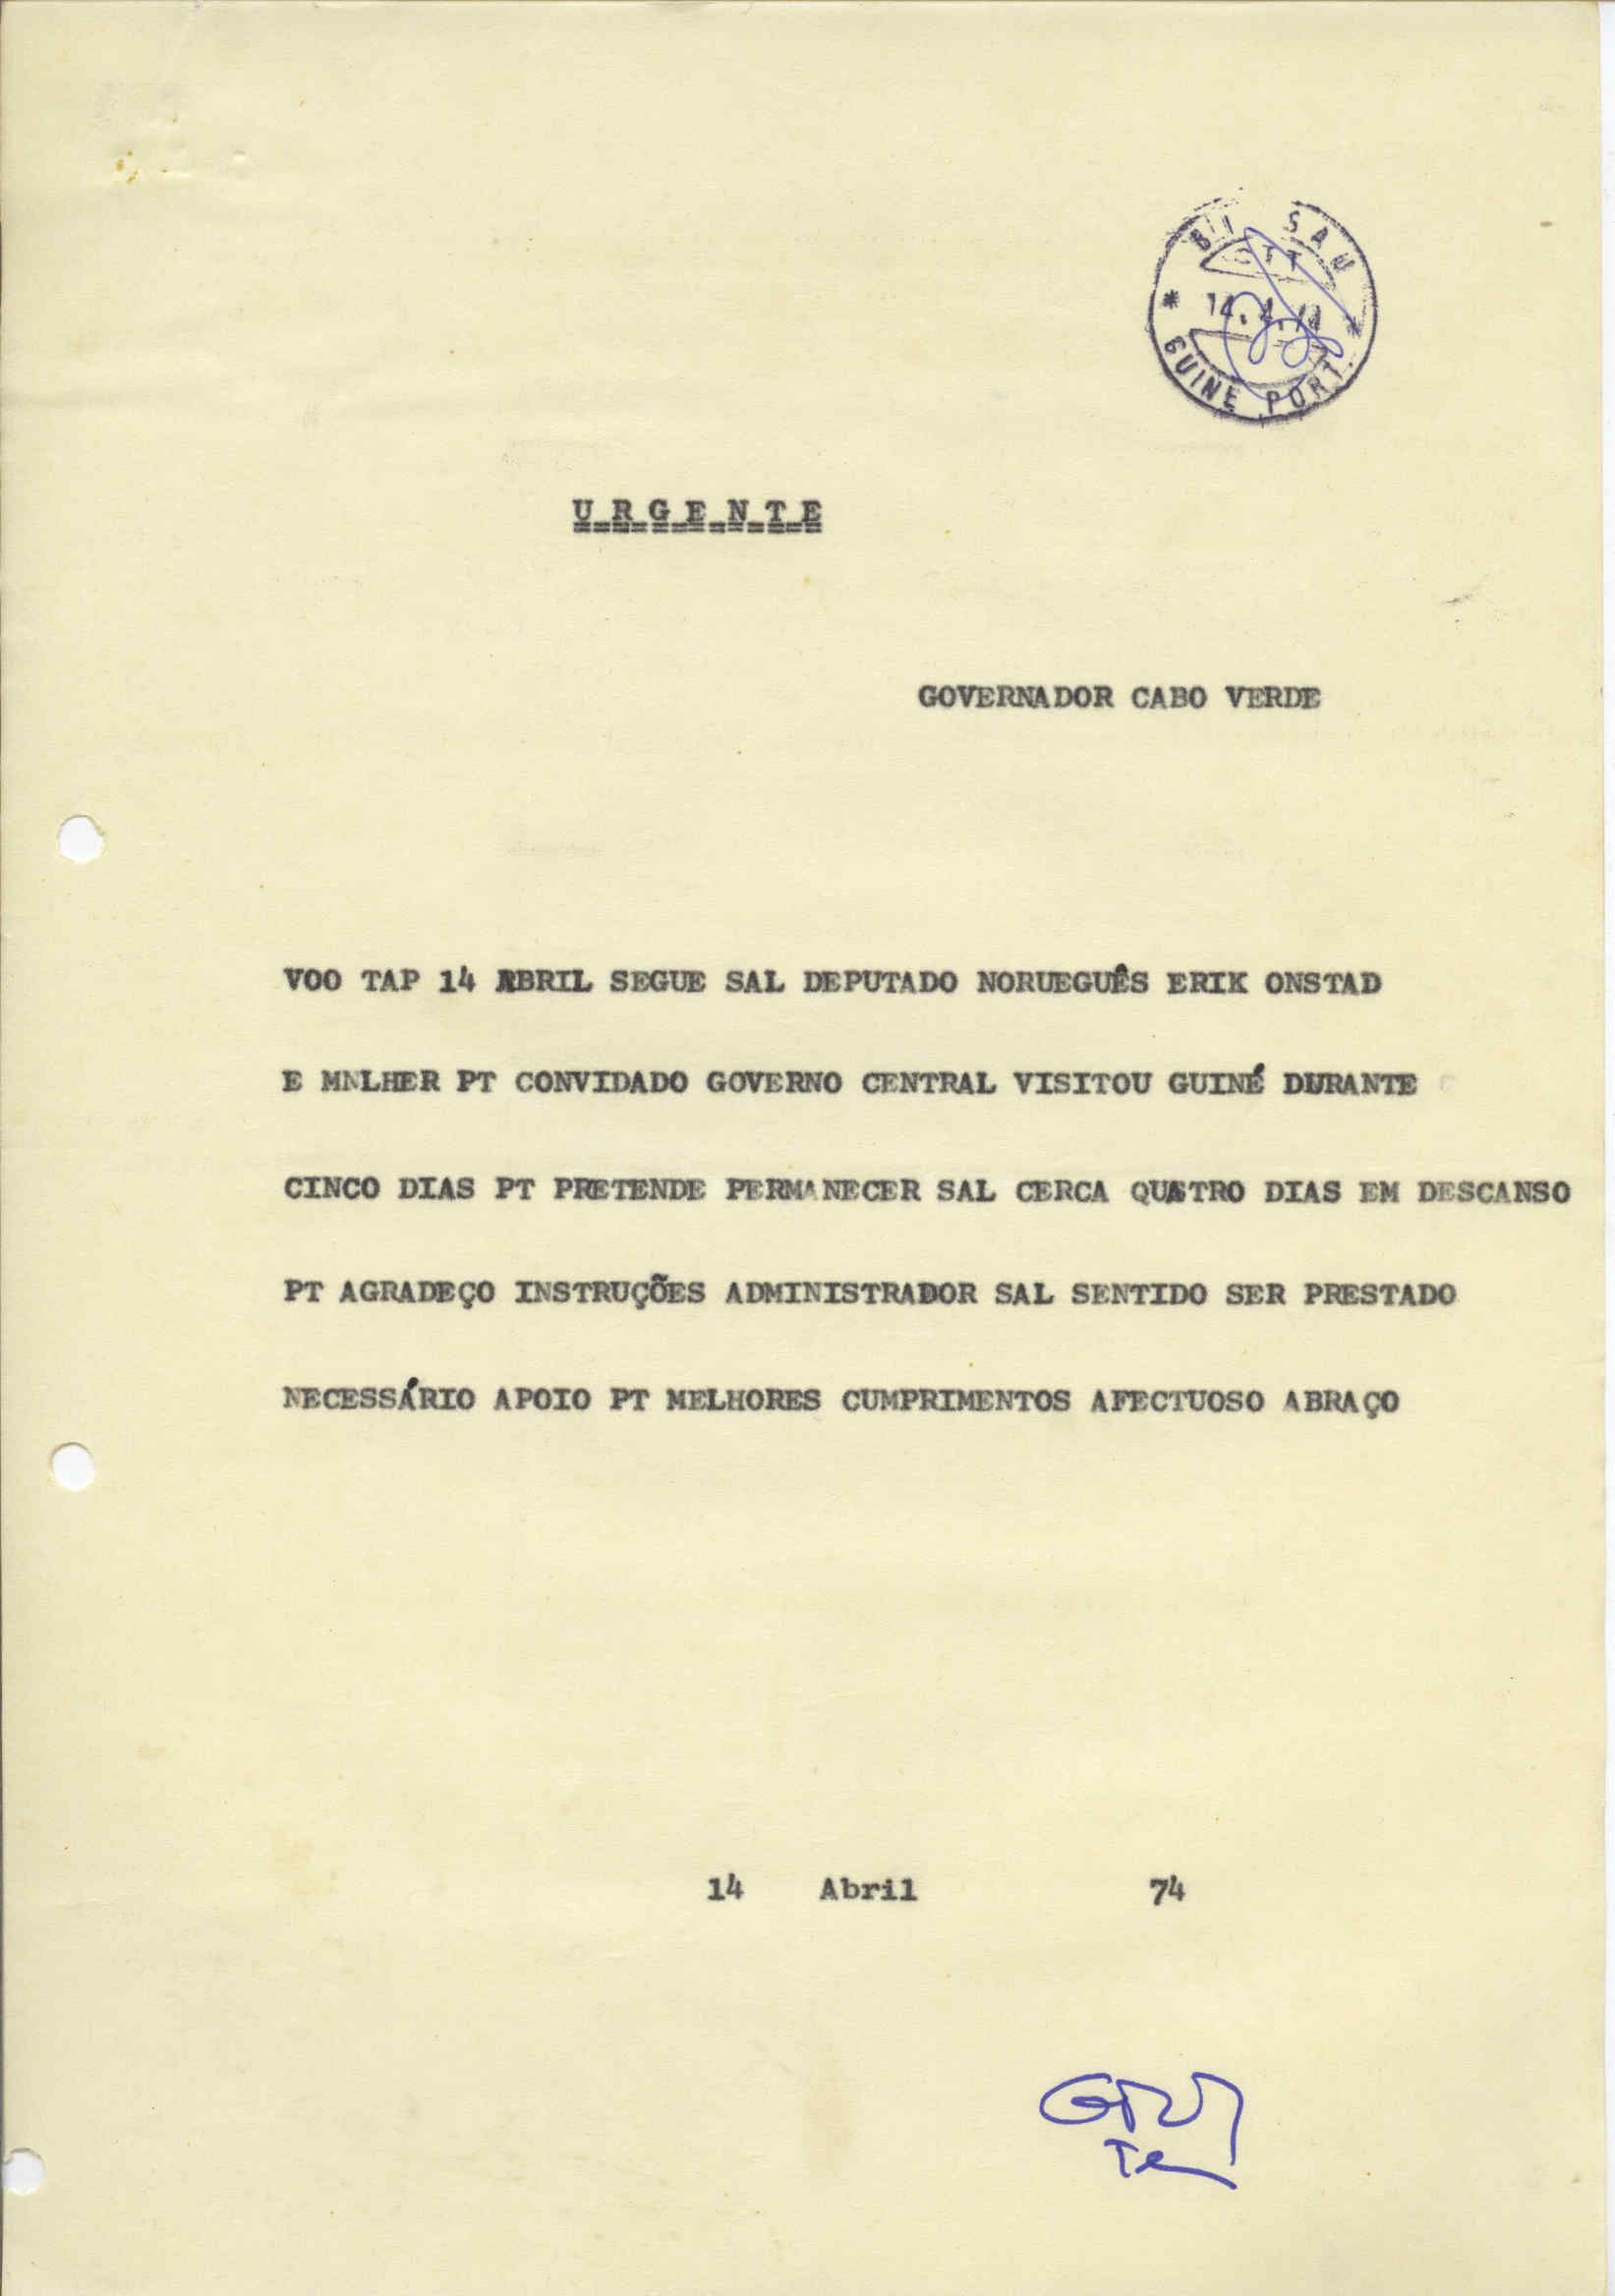 BISSAU
CTT
14.4.74
GUINÉ PORT.
URGENTE
GOVERNADOR CABO VERDE
VOO TAP 14 ABRIL SEGUE SAL DEPUTADO NORUEGUÊS ERIK ONSTAD
E MNLHER PT CONVIDADO GOVERNO CENTRAL VISITOU GUINÉ DURANTE
CINCO DIAS PT PRETENDE PERMANECER SAL CERCA QUATRO DIAS EM DESCANSO
PT AGRADEÇO INSTRUÇÕES ADMINISTRADOR SAL SENTIDO SER PRESTADO
NECESSÁRIO APOIO PT MELHORES CUMPRIMENTOS AFECTUOSO ABRAÇO
14 Abril 74